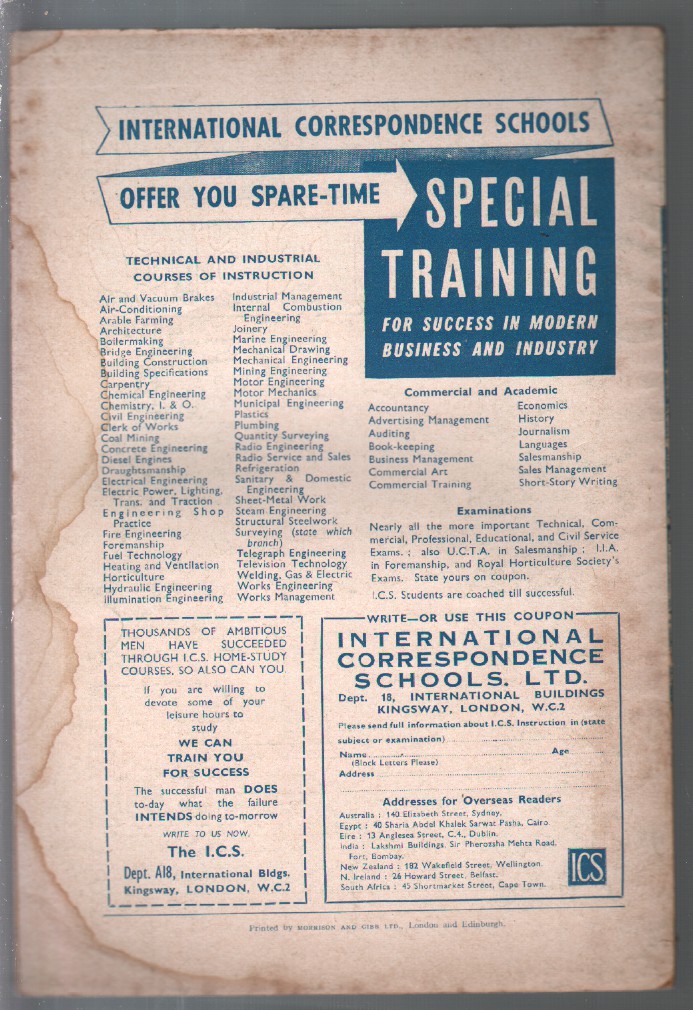 INTERNATIONAL CORRESPONDENCE SCHOOLS
OFFER YOU SPARE-TIME
SPECIAL
TRAINING
FOR SUCCESS IN MODERN
BUSINESS AND INDUSTRY
TECHNICAL AND INDUSTRIAL
COURSES OF INSTRUCTION
Air and Vacuum Brakes
Air-Conditioning
Arable Farming
Architecture
Boilermaking
Bridge Engineering
Building Construction
Building Specifications
Carpentry
Chemical Engineering
Chemistry, I. & O.
Civil Engineering
Clerk of Works
Coal Mining
Concrete Engineering
Diesel Engines
Draughtsmanship
Electrical Engineering
Electric Power, Lighting,
Trans. and Traction
Engineering Shop
Practice
Fire Engineering
Foremanship
Fuel Technology
Heating and Ventilation
Horticulture
Hydraulic Engineering
Illumination Engineering
Industrial Management
Internal Combustion
Engineering
Joinery
Marine Engineering
Mechanical Drawing
Mechanical Engineering
Mining Engineering
Motor Engineering
Motor Mechanics
Municipal Engineering
Plastics
Plumbing
Quantity Surveying
Radio Engineering
Radio Service and Sales
Refrigeration
Sanitary & Domestic
Engineering
Sheet-Metal Work
Steam Engineering
Structural Steelwork
Surveying (state which
branch)
Telegraph Engineering
Television Technology
Welding, Gas & Electric
Works Engineering
Works Management
Commercial and Academic
Accountancy
Advertising Management
Auditing
Book-keeping
Business Management
Commercial Art
Commercial Training
Economics
History
Journalism
Languages
Salesmanship
Sales Management
Short-Story Writing
Examinations
Nearly all the more important Technical, Com-
mercial, Professional, Educational, and Civil Service
Exams. ; also U.C.T.A. in Salesmanship ; I.I.A.
in Foremanship, and Royal Horticulture Society's
Exams. State yours on coupon.
I.C.S. Students are coached till successful.
THOUSANDS OF AMBITIOUS
MEN HAVE SUCCEEDED
THROUGH I.C.S. HOME-STUDY
COURSES, SO ALSO CAN YOU.
If you are willing to
devote some of your
leisure hours to
study
WE CAN
TRAIN YOU
FOR SUCCESS
The successful man DOES
to-day what the failure
INTENDS doing to-morrow
WRITE TO US NOW.
The I.C.S.
Dept. A18, International Bldgs.
Kingsway, LONDON, W.C.2
WRITE—OR USE THIS COUPON
INTERNATIONAL
CORRESPONDENCE
SCHOOLS. LTD.
Dept. 18, INTERNATIONAL BUILDINGS
KINGSWAY, LONDON, W.C.2
Please send full information about I.C.S. Instruction in (state
subject or examination)
Name Age
(Block Letters Please)
Address
Addresses for Overseas Readers
Australia : 140 Elizabeth Street, Sydney.
Egypt : 40 Sharia Abdol Khalek Sarwat Pasha, Cairo
Eire : 13 Anglesea Street, C.4., Dublin.
India : Lakshmi Buildings, Sir Pherozsha Mehta Road,
Fort, Bombay.
New Zealand : 182 Wakefield Street, Wellington.
N. Ireland : 26 Howard Street, Belfast.
South Africa : 45 Shortmarket Street, Cape Town.
ICS
Printed by MORRISON AND GIBB LTD., London and Edinburgh.